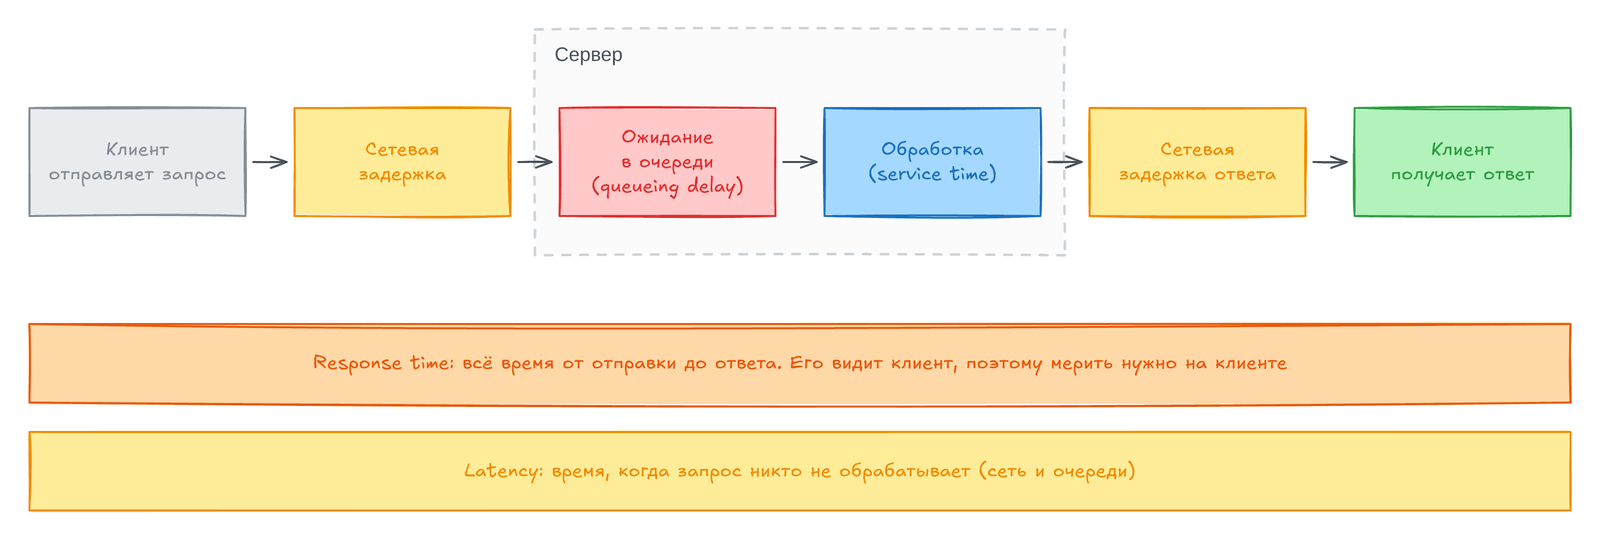 Сервер
Клиент
отправляет запрос
Сетевая
задержка
Ожидание
в очереди
(queueing delay)
Обработка
(service time)
Сетевая
задержка ответа
Клиент
получает ответ
Response time: всё время от отправки до ответа. Его видит клиент, поэтому мерить нужно на клиенте
Latency: время, когда запрос никто не обрабатывает (сеть и очереди)